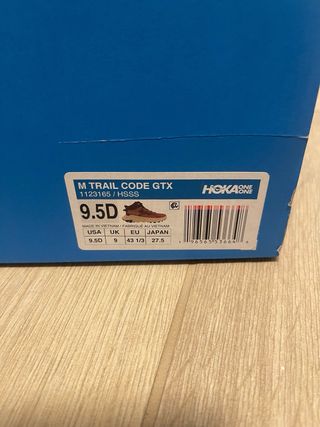 M TRAIL CODE GTX
1123165 / HSSS
HOKA ONE ONE
9.5D
MADE IN VIETNAM / FABRIQUÉ AU VIETNAM
USA UK EU JAPAN
9.5D 9 43 1/3 27.5